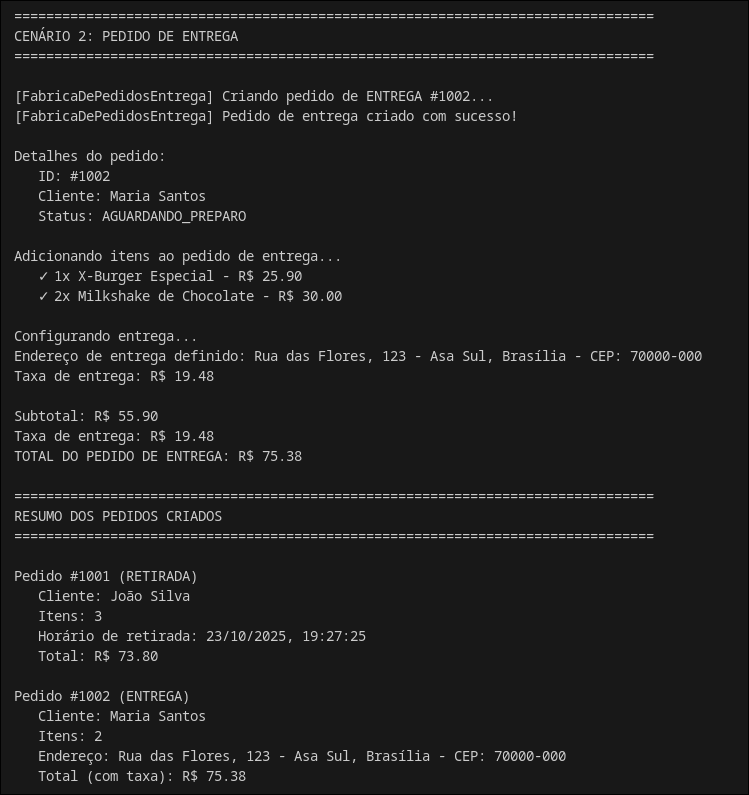 ================================================================================
CENÁRIO 2: PEDIDO DE ENTREGA
================================================================================
[FabricaDePedidosEntrega] Criando pedido de ENTREGA #1002...
[FabricaDePedidosEntrega] Pedido de entrega criado com sucesso!
Detalhes do pedido:
ID: #1002
Cliente: Maria Santos
Status: AGUARDANDO_PREPARO
Adicionando itens ao pedido de entrega...
✓ 1x X-Burger Especial - R$ 25.90
✓ 2x Milkshake de Chocolate - R$ 30.00
Configurando entrega...
Endereço de entrega definido: Rua das Flores, 123 - Asa Sul, Brasília - CEP: 70000-000
Taxa de entrega: R$ 19.48
Subtotal: R$ 55.90
Taxa de entrega: R$ 19.48
TOTAL DO PEDIDO DE ENTREGA: R$ 75.38
================================================================================
RESUMO DOS PEDIDOS CRIADOS
================================================================================
Pedido #1001 (RETIRADA)
Cliente: João Silva
Itens: 3
Horário de retirada: 23/10/2025, 19:27:25
Total: R$ 73.80
Pedido #1002 (ENTREGA)
Cliente: Maria Santos
Itens: 2
Endereço: Rua das Flores, 123 - Asa Sul, Brasília - CEP: 70000-000
Total (com taxa): R$ 75.38